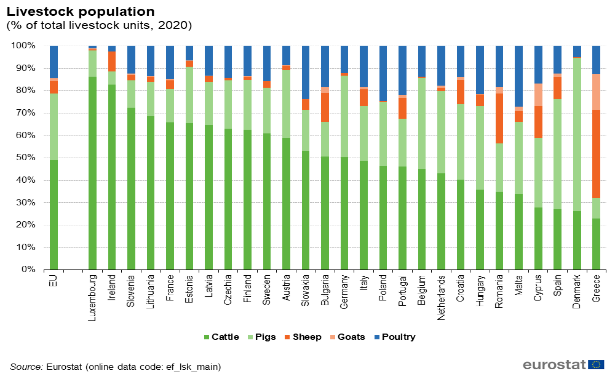 Livestock population
(% of total livestock units, 2020)
100%
90%
80%
70%
60%
50%
40%
30%
20%
10%
0%
EU
Luxembourg
Ireland
Slovenia
Lithuania
France
Estonia
Latvia
Czechia
Finland
Sweden
Austria
Slovakia
Bulgaria
Germany
Italy
Poland
Portugal
Belgium
Netherlands
Croatia
Hungary
Romania
Malta
Cyprus
Spain
Denmark
Greece
Cattle Pigs Sheep Goats Poultry
Source: Eurostat (online data code: ef_lsk_main)
eurostat